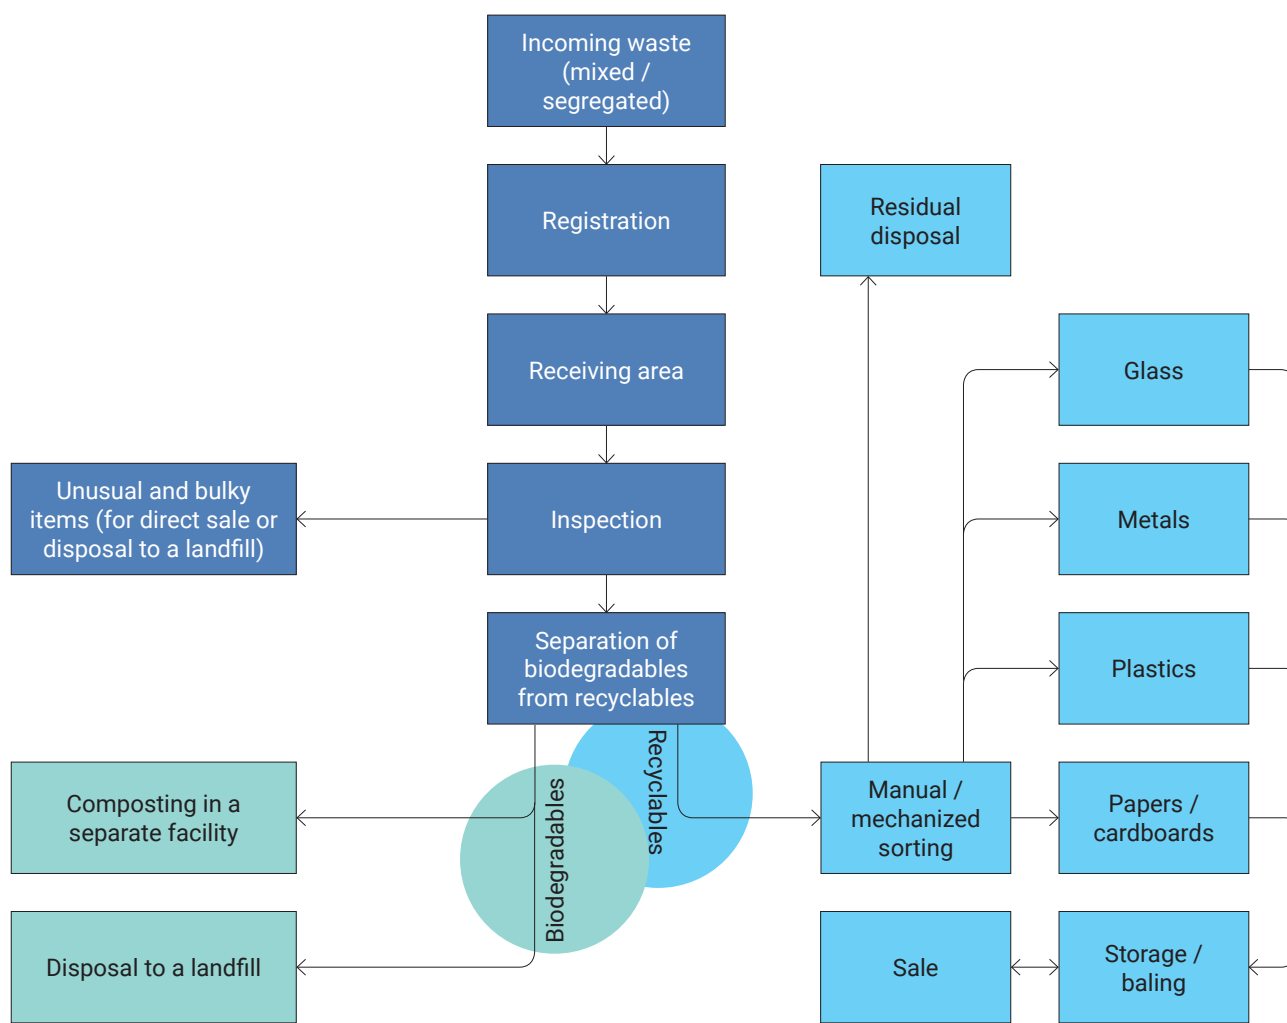 Incoming waste
(mixed /
segregated)
Registration
Residual
disposal
Receiving area
Glass
Unusual and bulky
items (for direct sale or
disposal to a landfill)
Inspection
Metals
Separation of
biodegradables
from recyclables
Plastics
Recyclables
Biodegradables
Composting in a
separate facility
Manual /
mechanized
sorting
Papers /
cardboards
Disposal to a landfill
Sale
Storage /
baling